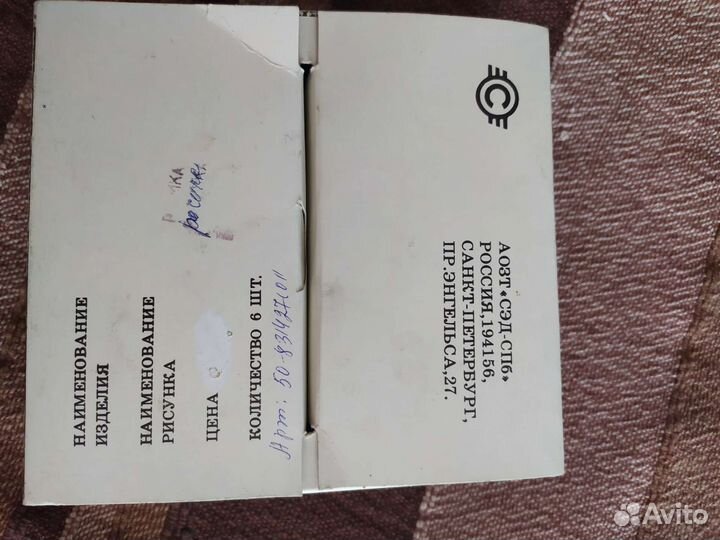 НАИМЕНОВАНИЕ
ИЗДЕЛИЯ
НАИМЕНОВАНИЕ
РИСУНКА
ЦЕНА
КОЛИЧЕСТВО 6 ШТ.
С
АОЗТ «СЭД-СПб»
РОССИЯ, 194156,
САНКТ-ПЕТЕРБУРГ,
ПР. ЭНГЕЛЬСА, 27.
Avito